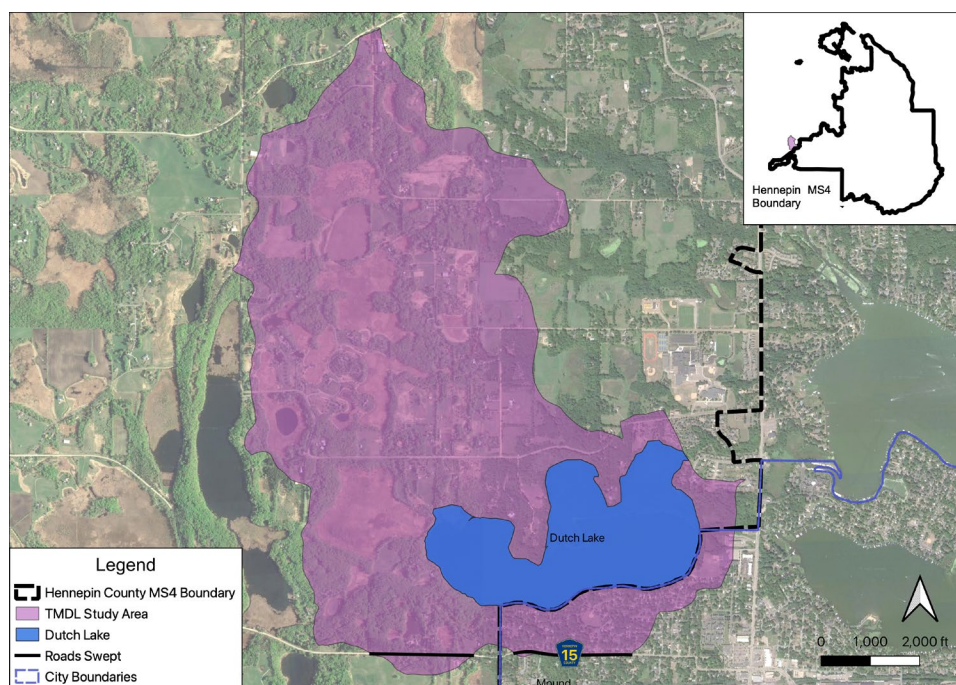 Hennepin MS4
Boundary
Dutch Lake
Legend
Hennepin County MS4 Boundary
TMDL Study Area
Dutch Lake
Roads Swept
City Boundaries
15
Mound
0 1,000 2,000 ft